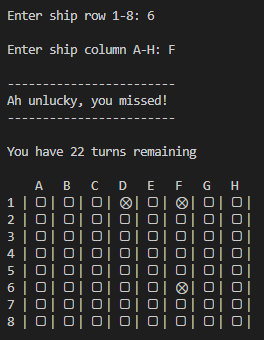 Enter ship row 1-8: 6
Enter ship column A-H: F
------------------------
Ah unlucky, you missed!
------------------------
You have 22 turns remaining
A B C D E F G H
1 | ▢| ▢| ▢| ⊗| ▢| ⊗| ▢| ▢|
2 | ▢| ▢| ▢| ▢| ▢| ▢| ▢| ▢|
3 | ▢| ▢| ▢| ▢| ▢| ▢| ▢| ▢|
4 | ▢| ▢| ▢| ▢| ▢| ▢| ▢| ▢|
5 | ▢| ▢| ▢| ▢| ▢| ▢| ▢| ▢|
6 | ▢| ▢| ▢| ▢| ▢| ⊗| ▢| ▢|
7 | ▢| ▢| ▢| ▢| ▢| ▢| ▢| ▢|
8 | ▢| ▢| ▢| ▢| ▢| ▢| ▢| ▢|